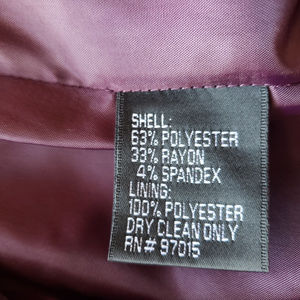 SHELL:
63% POLYESTER
33% RAYON
4% SPANDEX
LINING:
100% POLYESTER
DRY CLEAN ONLY
RN# 97015